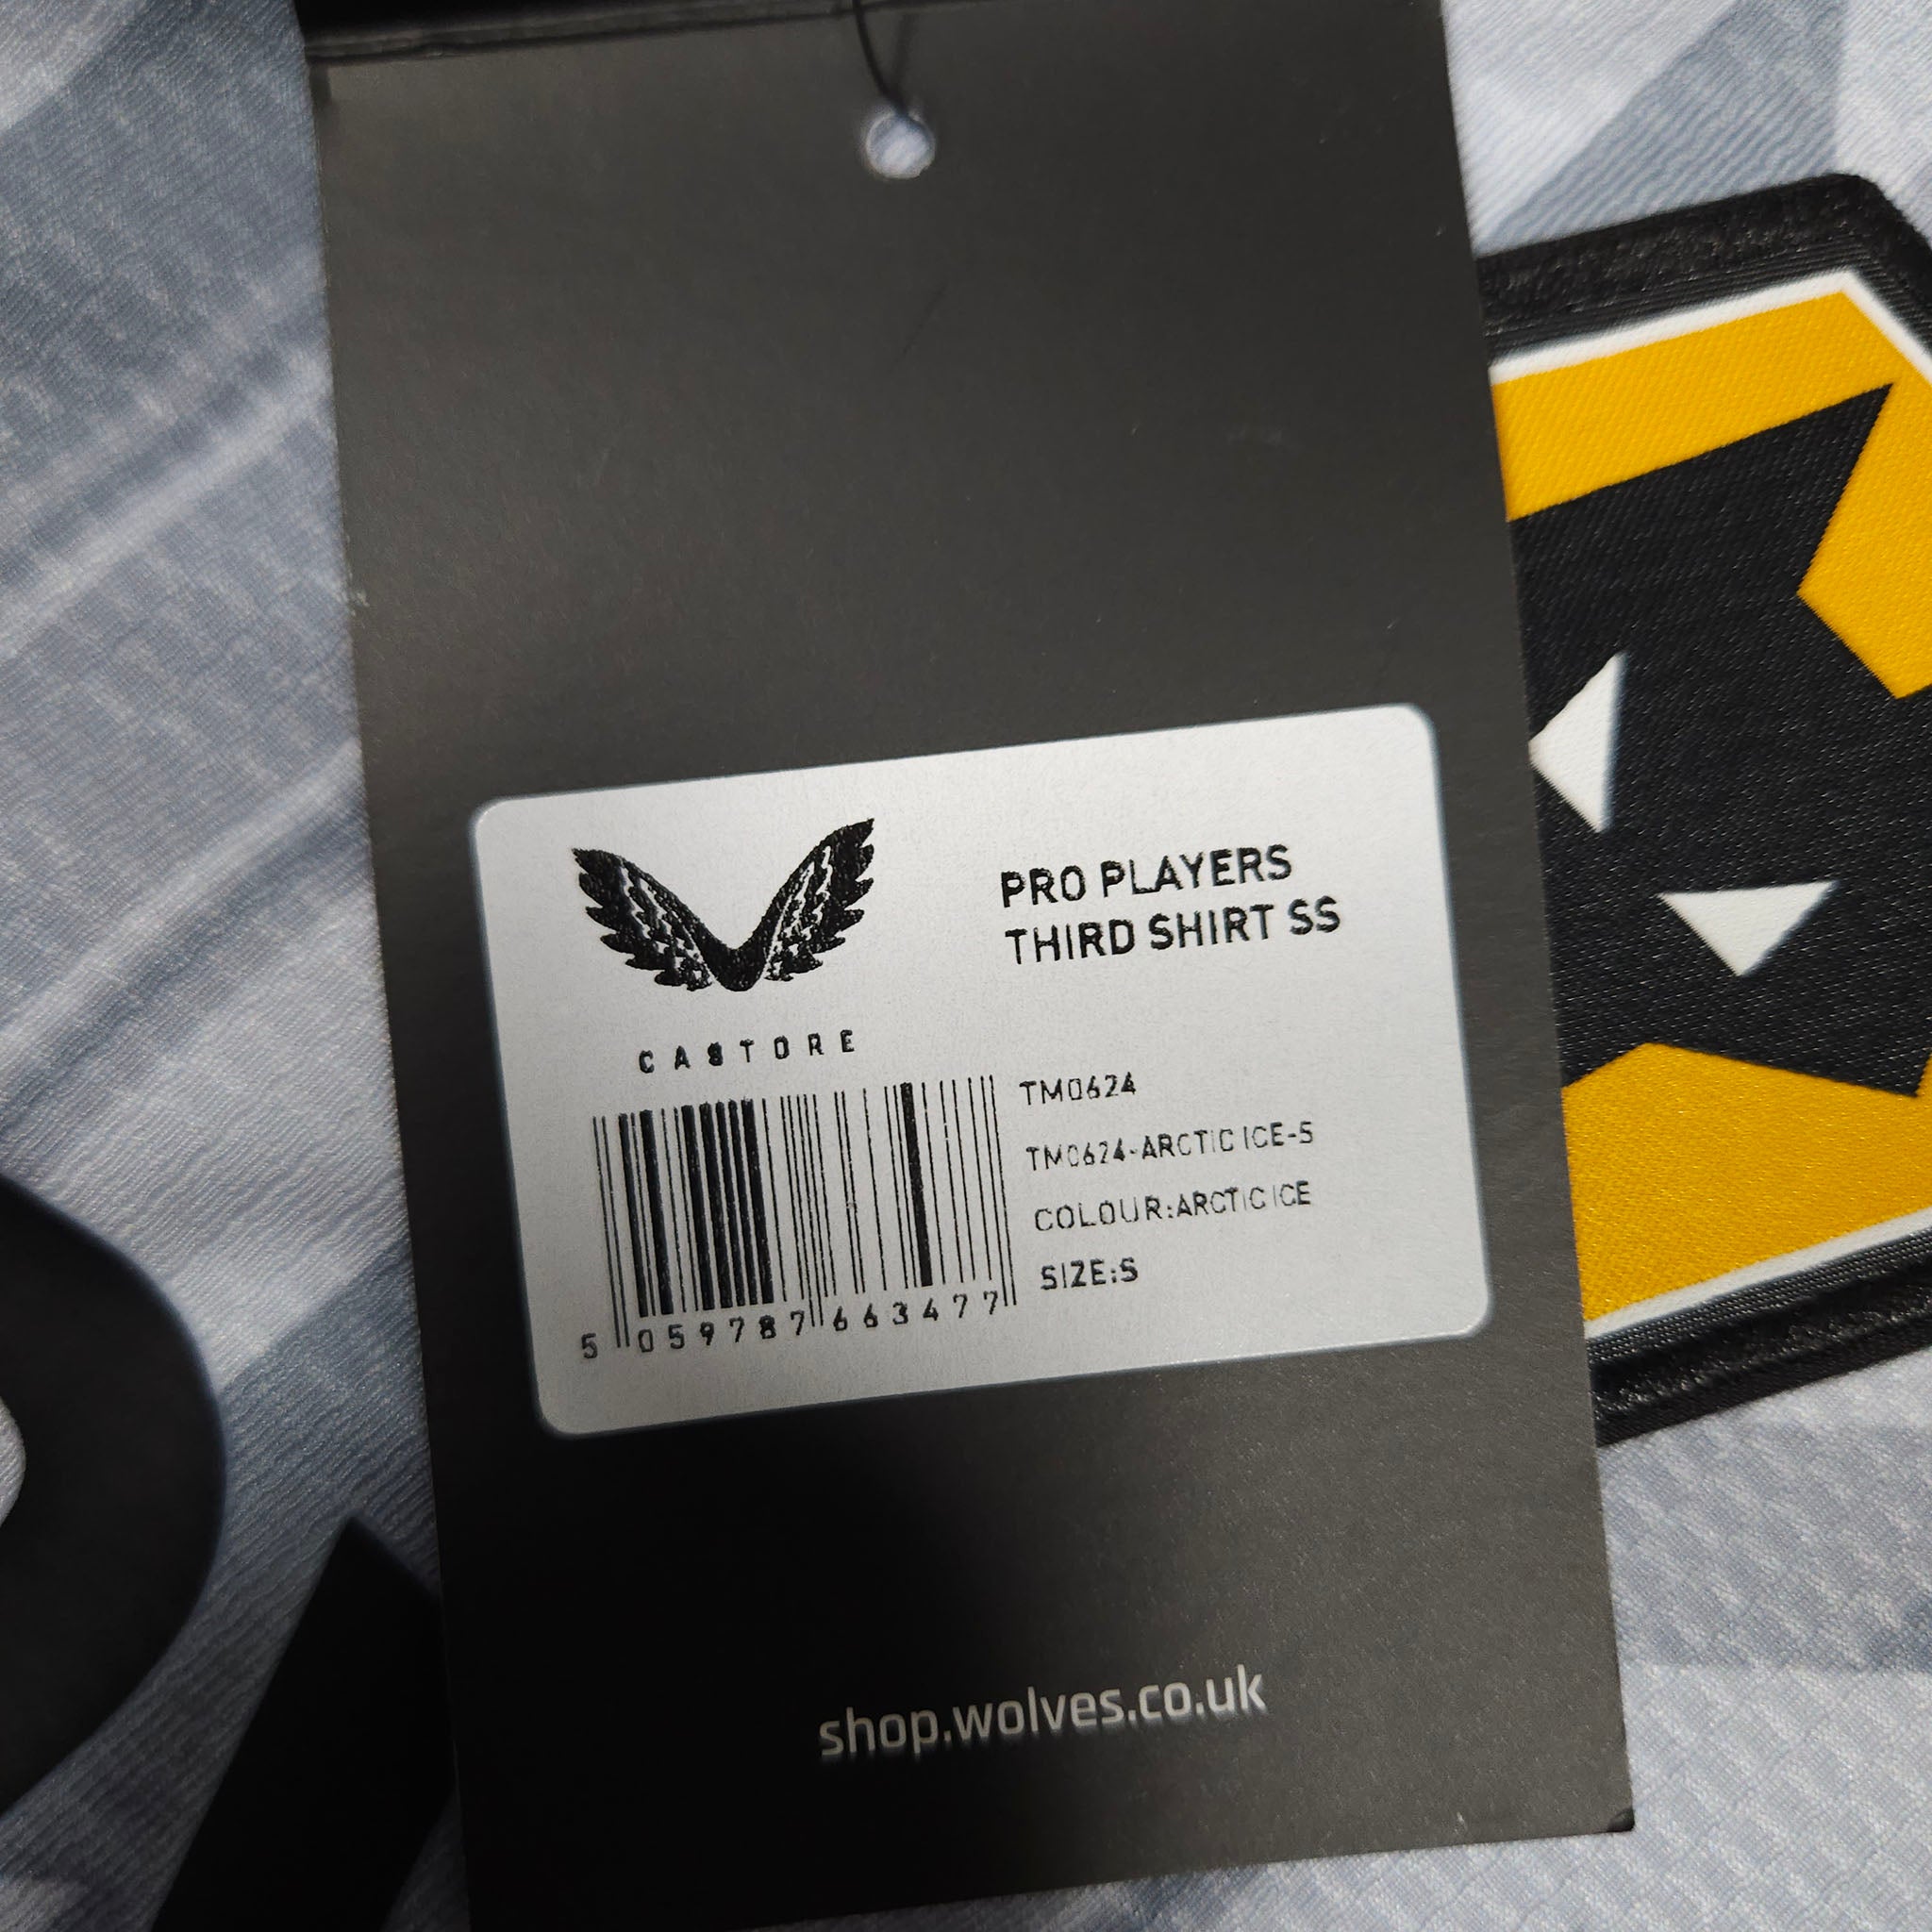 PRO PLAYERS
THIRD SHIRT SS
CASTORE
TM0624
TM0624-ARCTIC ICE-S
COLOUR:ARCTIC ICE
SIZE:S
5 059787 663477
shop.wolves.co.uk